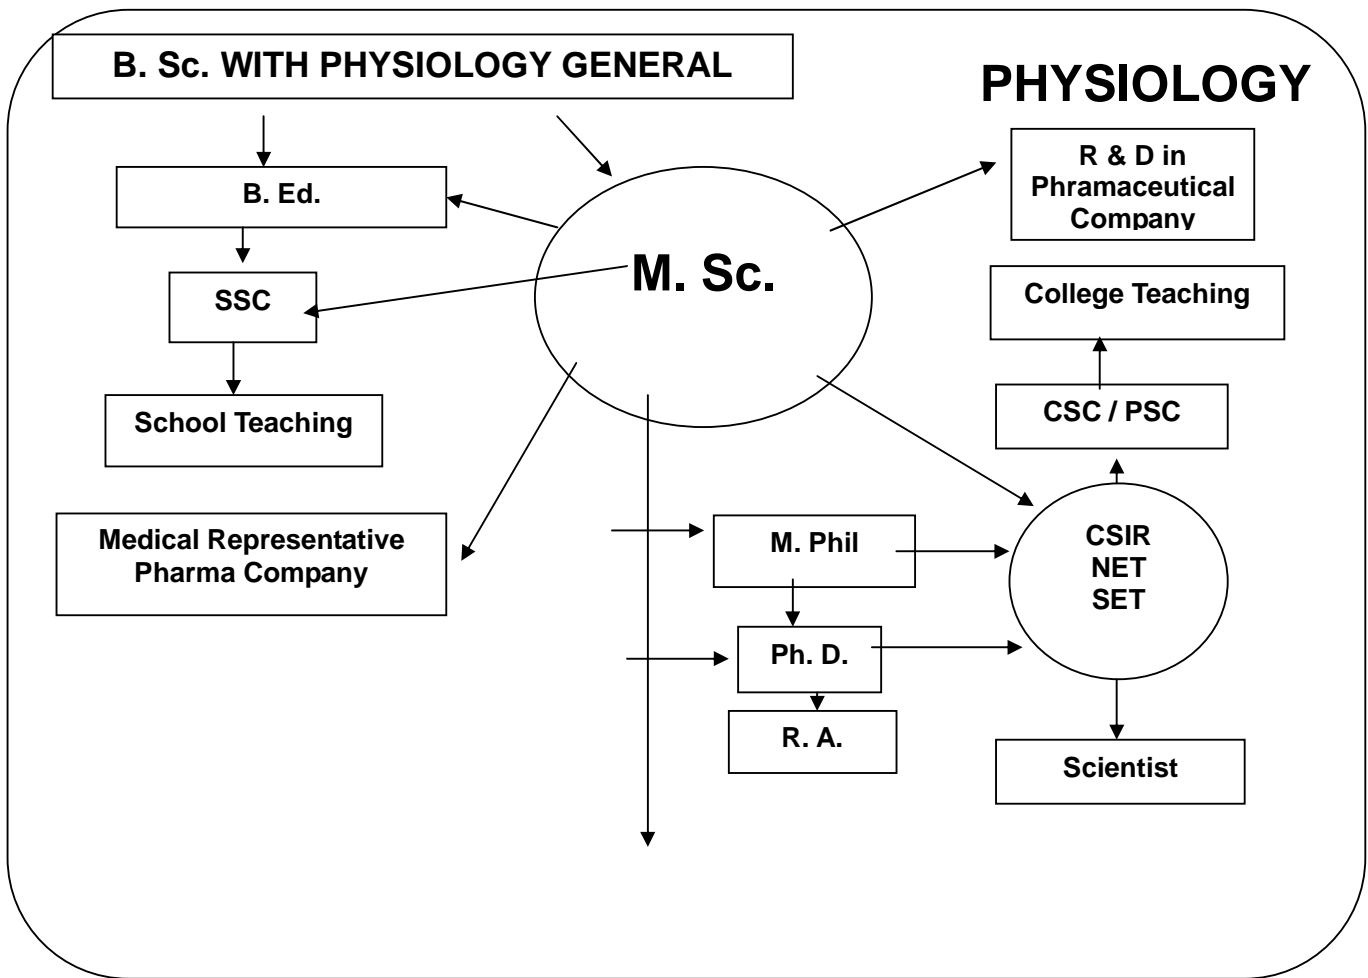 B. Sc. WITH PHYSIOLOGY GENERAL
PHYSIOLOGY
R & D in
Phramaceutical
Company
B. Ed.
M. Sc.
SSC
College Teaching
School Teaching
CSC / PSC
Medical Representative
Pharma Company
M. Phil
CSIR
NET
SET
Ph. D.
R. A.
Scientist